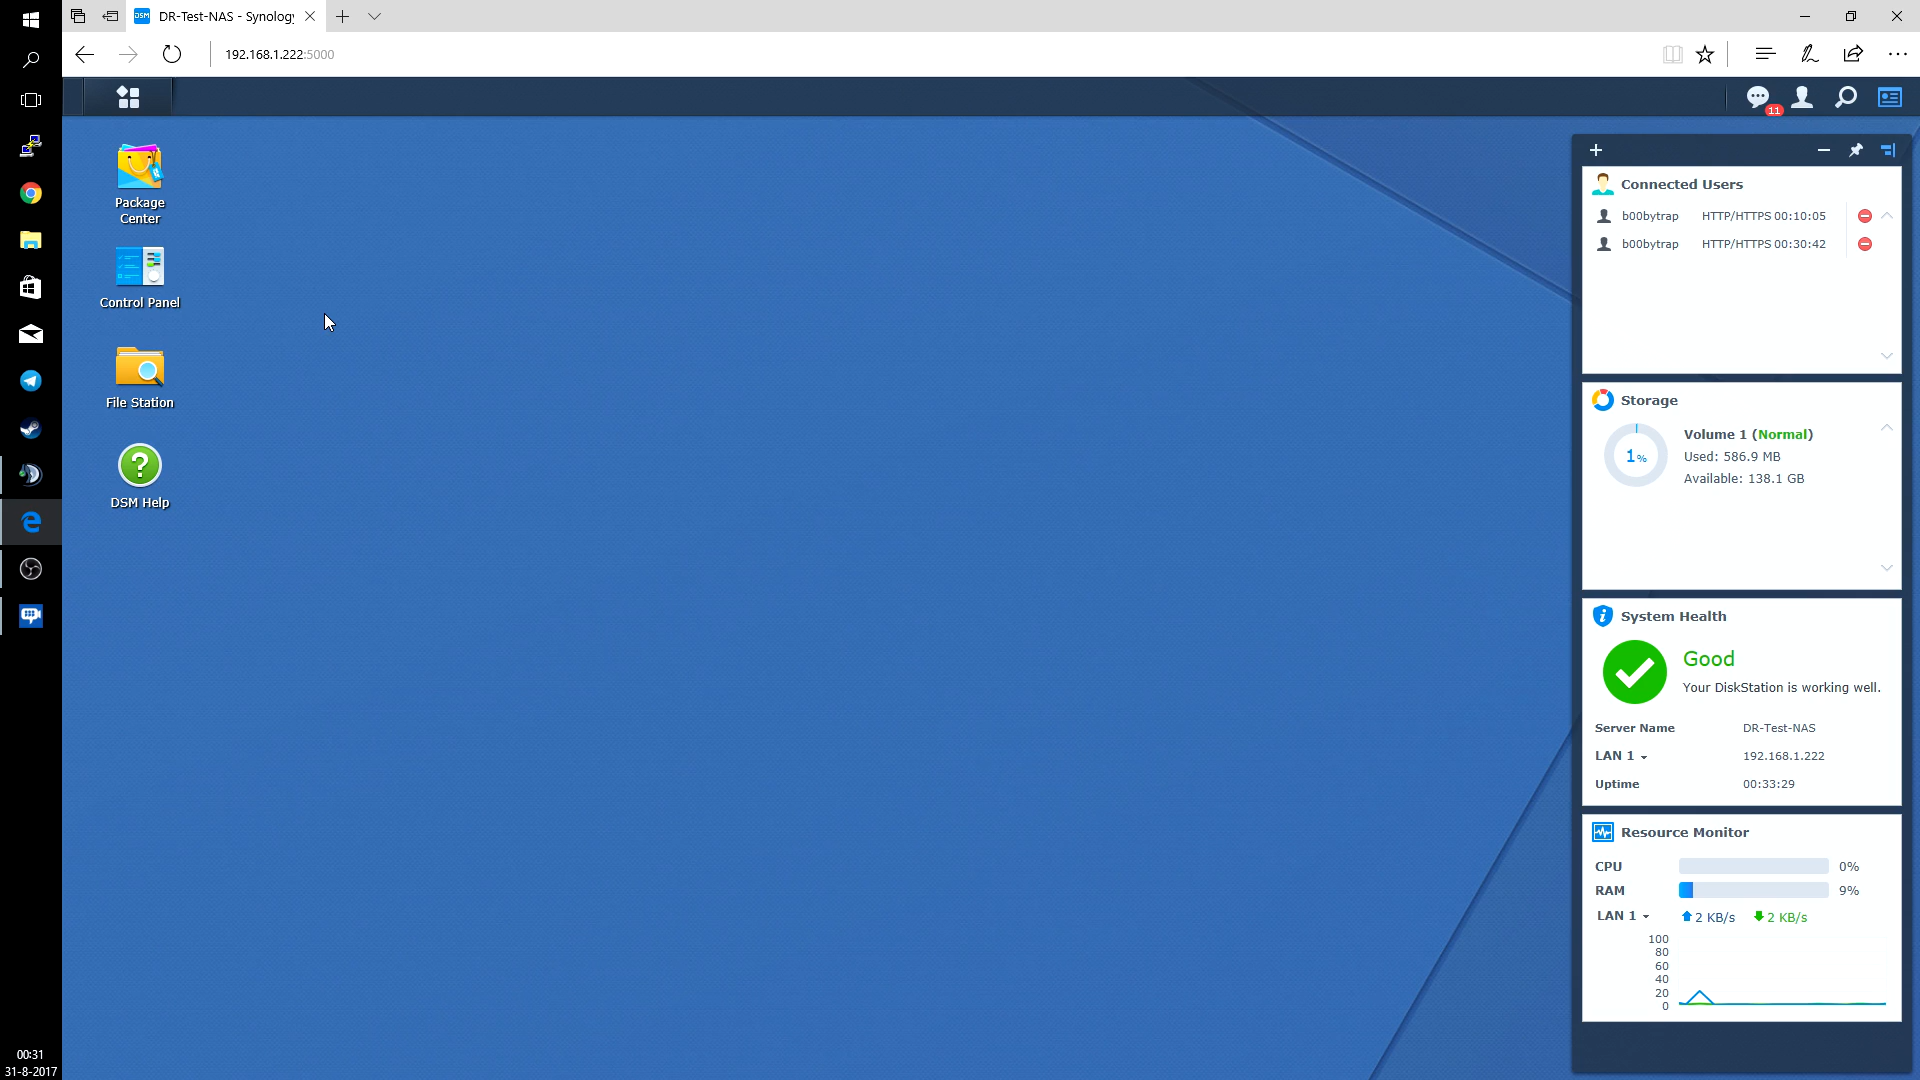 DSM
DR-Test-NAS - Synology
192.168.1.222:5000
11
Package
Center
Control Panel
File Station
?
DSM Help
Connected Users
b00bytrap HTTP/HTTPS 00:10:05
b00bytrap HTTP/HTTPS 00:30:42
Storage
1%
Volume 1 (Normal)
Used: 586.9 MB
Available: 138.1 GB
System Health
Good
Your DiskStation is working well.
Server Name DR-Test-NAS
LAN 1 192.168.1.222
Uptime 00:33:29
Resource Monitor
CPU 0%
RAM 9%
LAN 1 2 KB/s 2 KB/s
100
80
60
40
20
0
00:31
31-8-2017